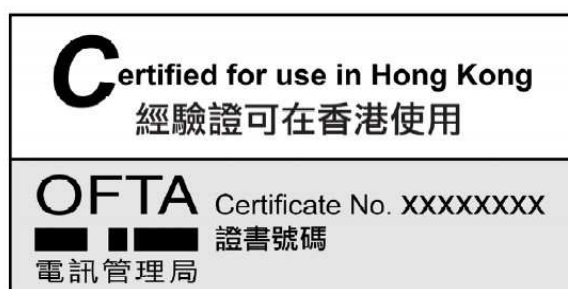 Certified for use in Hong Kong
經驗證可在香港使用
OFTA Certificate No. XXXXXXXX
證書號碼
電訊管理局